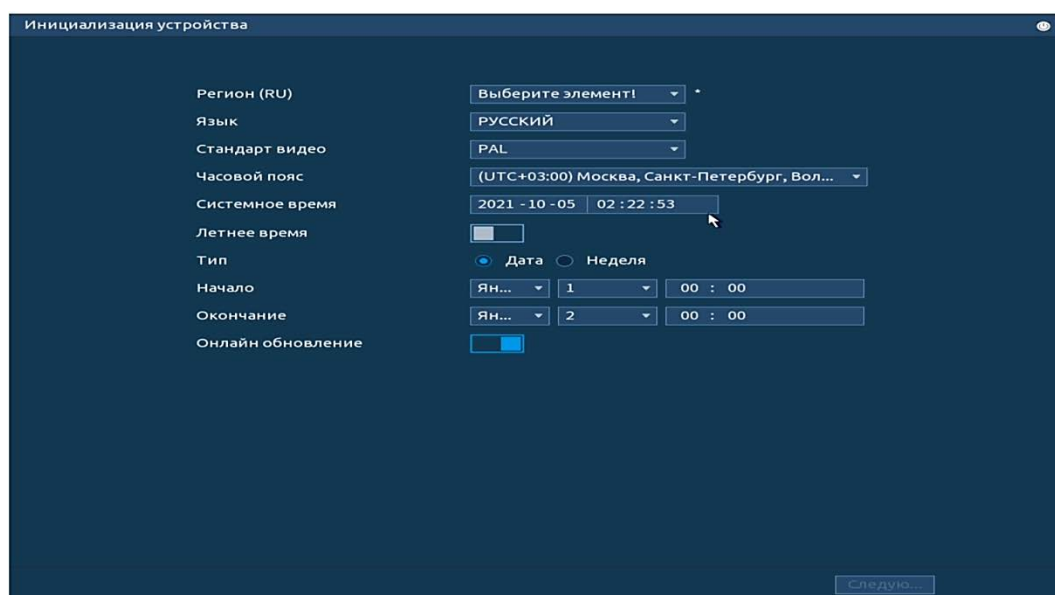 Инициализация устройства
Регион (RU) Выберите элемент! *
Язык РУССКИЙ
Стандарт видео PAL
Часовой пояс (UTC+03:00) Москва, Санкт-Петербург, Вол...
Системное время 2021 -10 -05 02 : 22 : 53
Летнее время
Тип Дата Неделя
Начало Ян... 1 00 : 00
Окончание Ян... 2 00 : 00
Онлайн обновление
Следую...